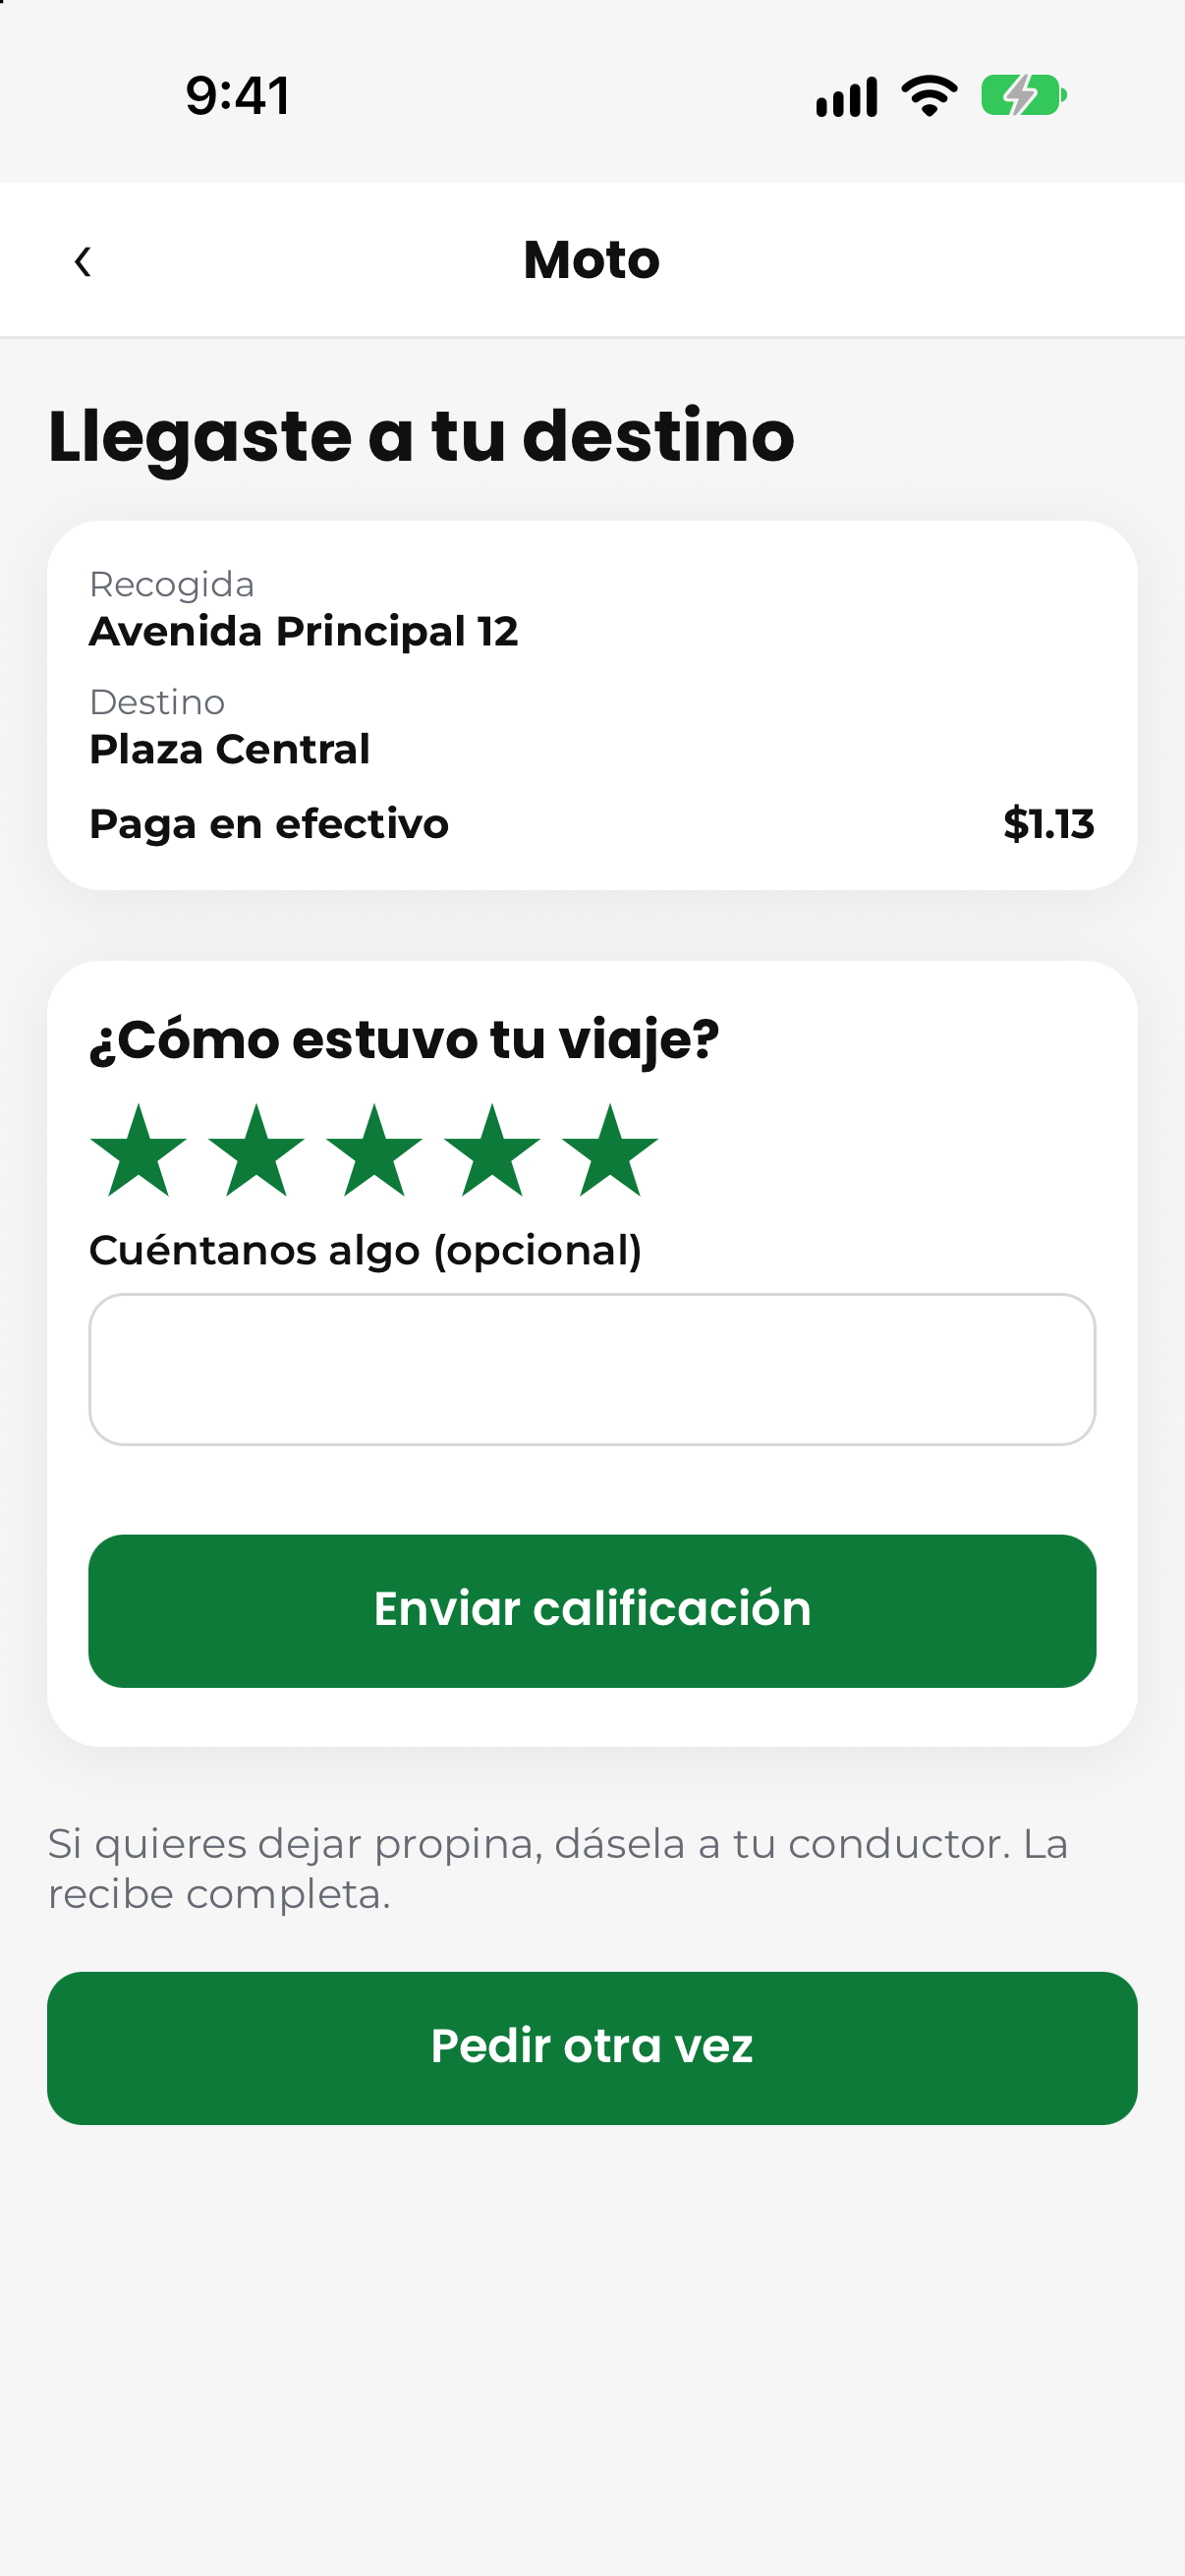 9:41
Moto
Llegaste a tu destino
Recogida
Avenida Principal 12
Destino
Plaza Central
Paga en efectivo $1.13
¿Cómo estuvo tu viaje?
Cuéntanos algo (opcional)
Enviar calificación
Si quieres dejar propina, dásela a tu conductor. La
recibe completa.
Pedir otra vez